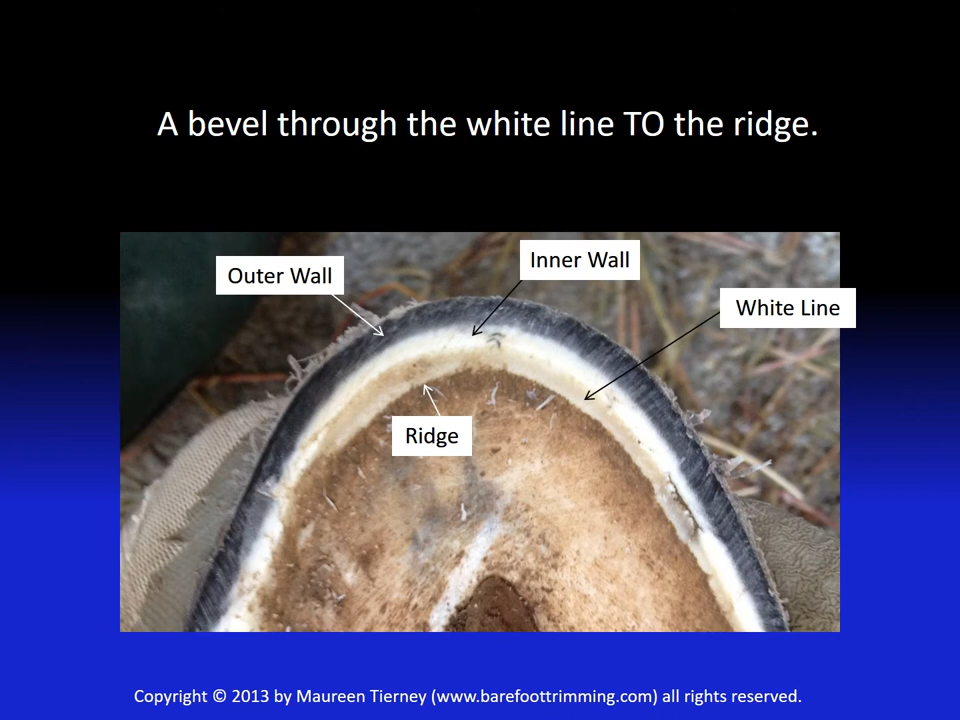 A bevel through the white line TO the ridge.
Outer Wall
Inner Wall
White Line
Ridge
Copyright © 2013 by Maureen Tierney (www.barefoottrimming.com) all rights reserved.